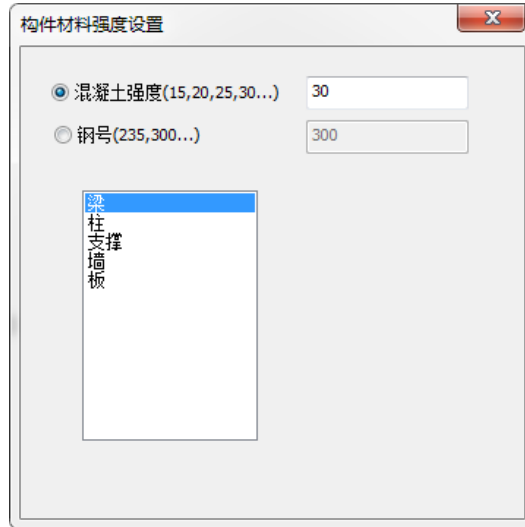 构件材料强度设置
混凝土强度(15,20,25,30...) 30
钢号(235,300...) 300
梁
柱
支撑
墙
板